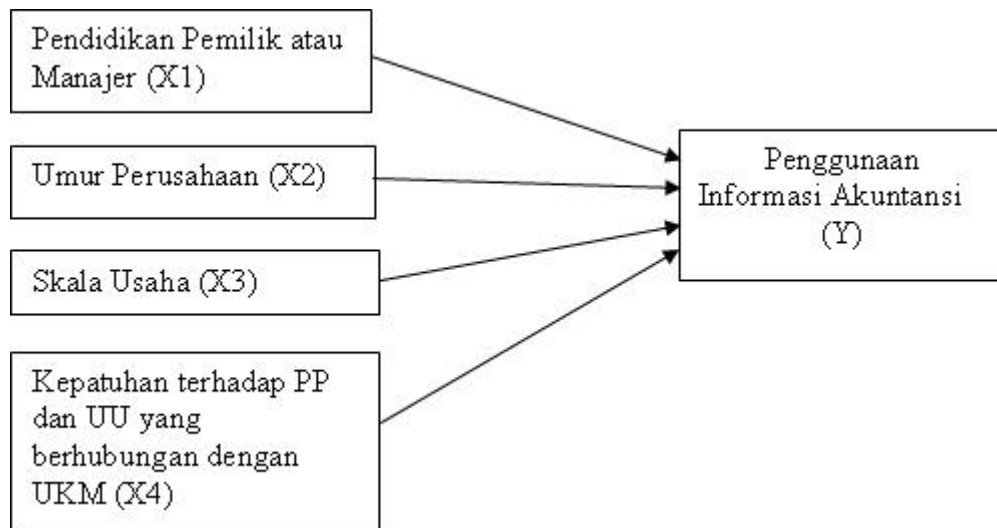 Pendidikan Pemilik atau
Manajer (X1)
Umur Perusahaan (X2)
Skala Usaha (X3)
Kepatuhan terhadap PP
dan UU yang
berhubungan dengan
UKM (X4)
Penggunaan
Informasi Akuntansi
(Y)